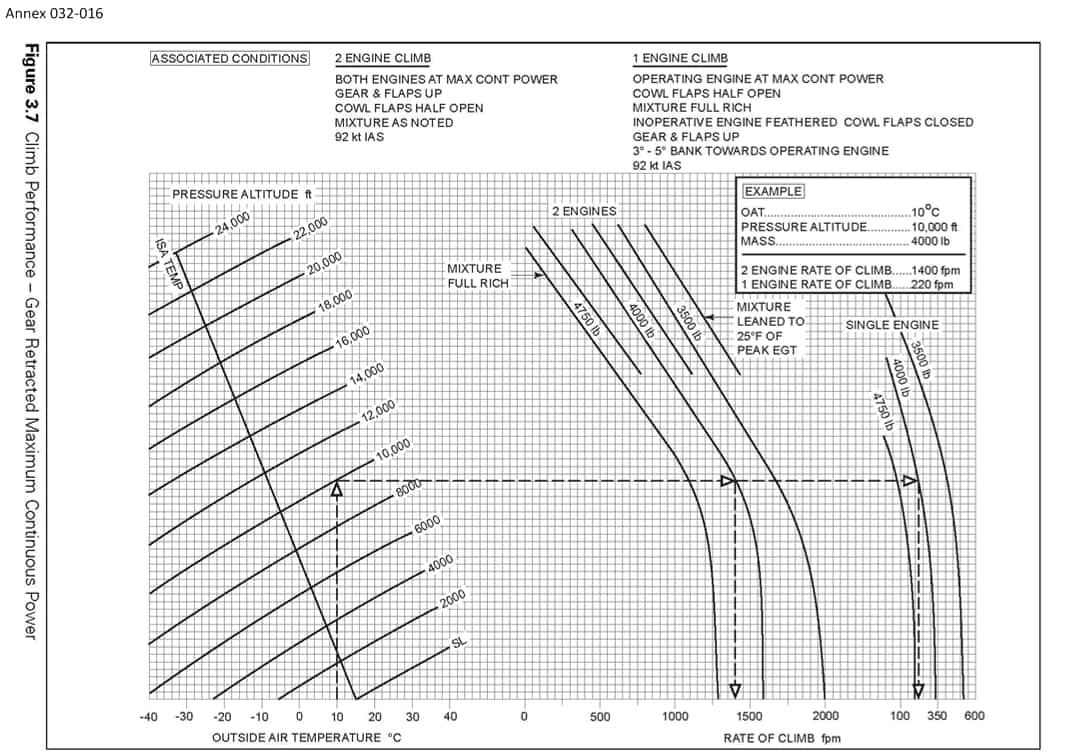 Annex 032-016
Figure 3.7 Climb Performance – Gear Retracted Maximum Continuous Power
ASSOCIATED CONDITIONS
2 ENGINE CLIMB
BOTH ENGINES AT MAX CONT POWER
GEAR & FLAPS UP
COWL FLAPS HALF OPEN
MIXTURE AS NOTED
92 kt IAS
1 ENGINE CLIMB
OPERATING ENGINE AT MAX CONT POWER
COWL FLAPS HALF OPEN
MIXTURE FULL RICH
INOPERATIVE ENGINE FEATHERED COWL FLAPS CLOSED
GEAR & FLAPS UP
3° - 5° BANK TOWARDS OPERATING ENGINE
92 kt IAS
PRESSURE ALTITUDE ft
24,000
22,000
20,000
18,000
16,000
14,000
12,000
10,000
8000
6000
4000
2000
SL
ISA TEMP
2 ENGINES
MIXTURE
FULL RICH
4750 lb
4000 lb
3500 lb
MIXTURE
LEANED TO
25°F OF
PEAK EGT
EXAMPLE
OAT..........10°C
PRESSURE ALTITUDE..........10,000 ft
MASS..........4000 lb
2 ENGINE RATE OF CLIMB......1400 fpm
1 ENGINE RATE OF CLIMB.....220 fpm
SINGLE ENGINE
3500 lb
4000 lb
4750 lb
-40 -30 -20 -10 0 10 20 30 40
OUTSIDE AIR TEMPERATURE °C
0 500 1000 1500 2000 100 350 600
RATE OF CLIMB fpm